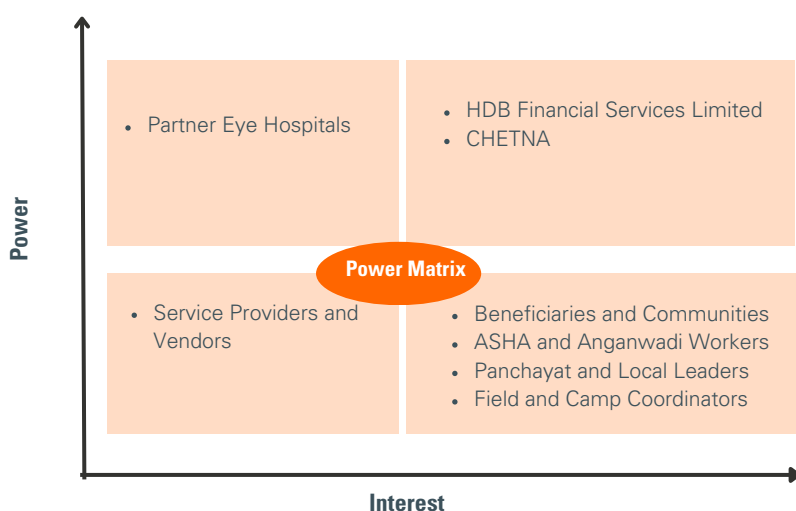 Power
• Partner Eye Hospitals
• HDB Financial Services Limited
• CHETNA
Power Matrix
• Service Providers and
Vendors
• Beneficiaries and Communities
• ASHA and Anganwadi Workers
• Panchayat and Local Leaders
• Field and Camp Coordinators
Interest